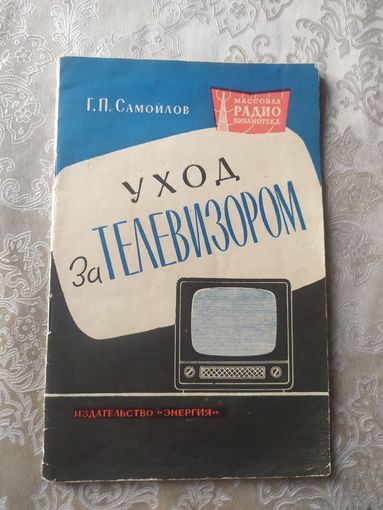 Г. П. Самойлов
МАССОВАЯ
РАДИО
БИБЛИОТЕКА
УХОД
За ТЕЛЕВИЗОРОМ
ИЗДАТЕЛЬСТВО «ЭНЕРГИЯ»